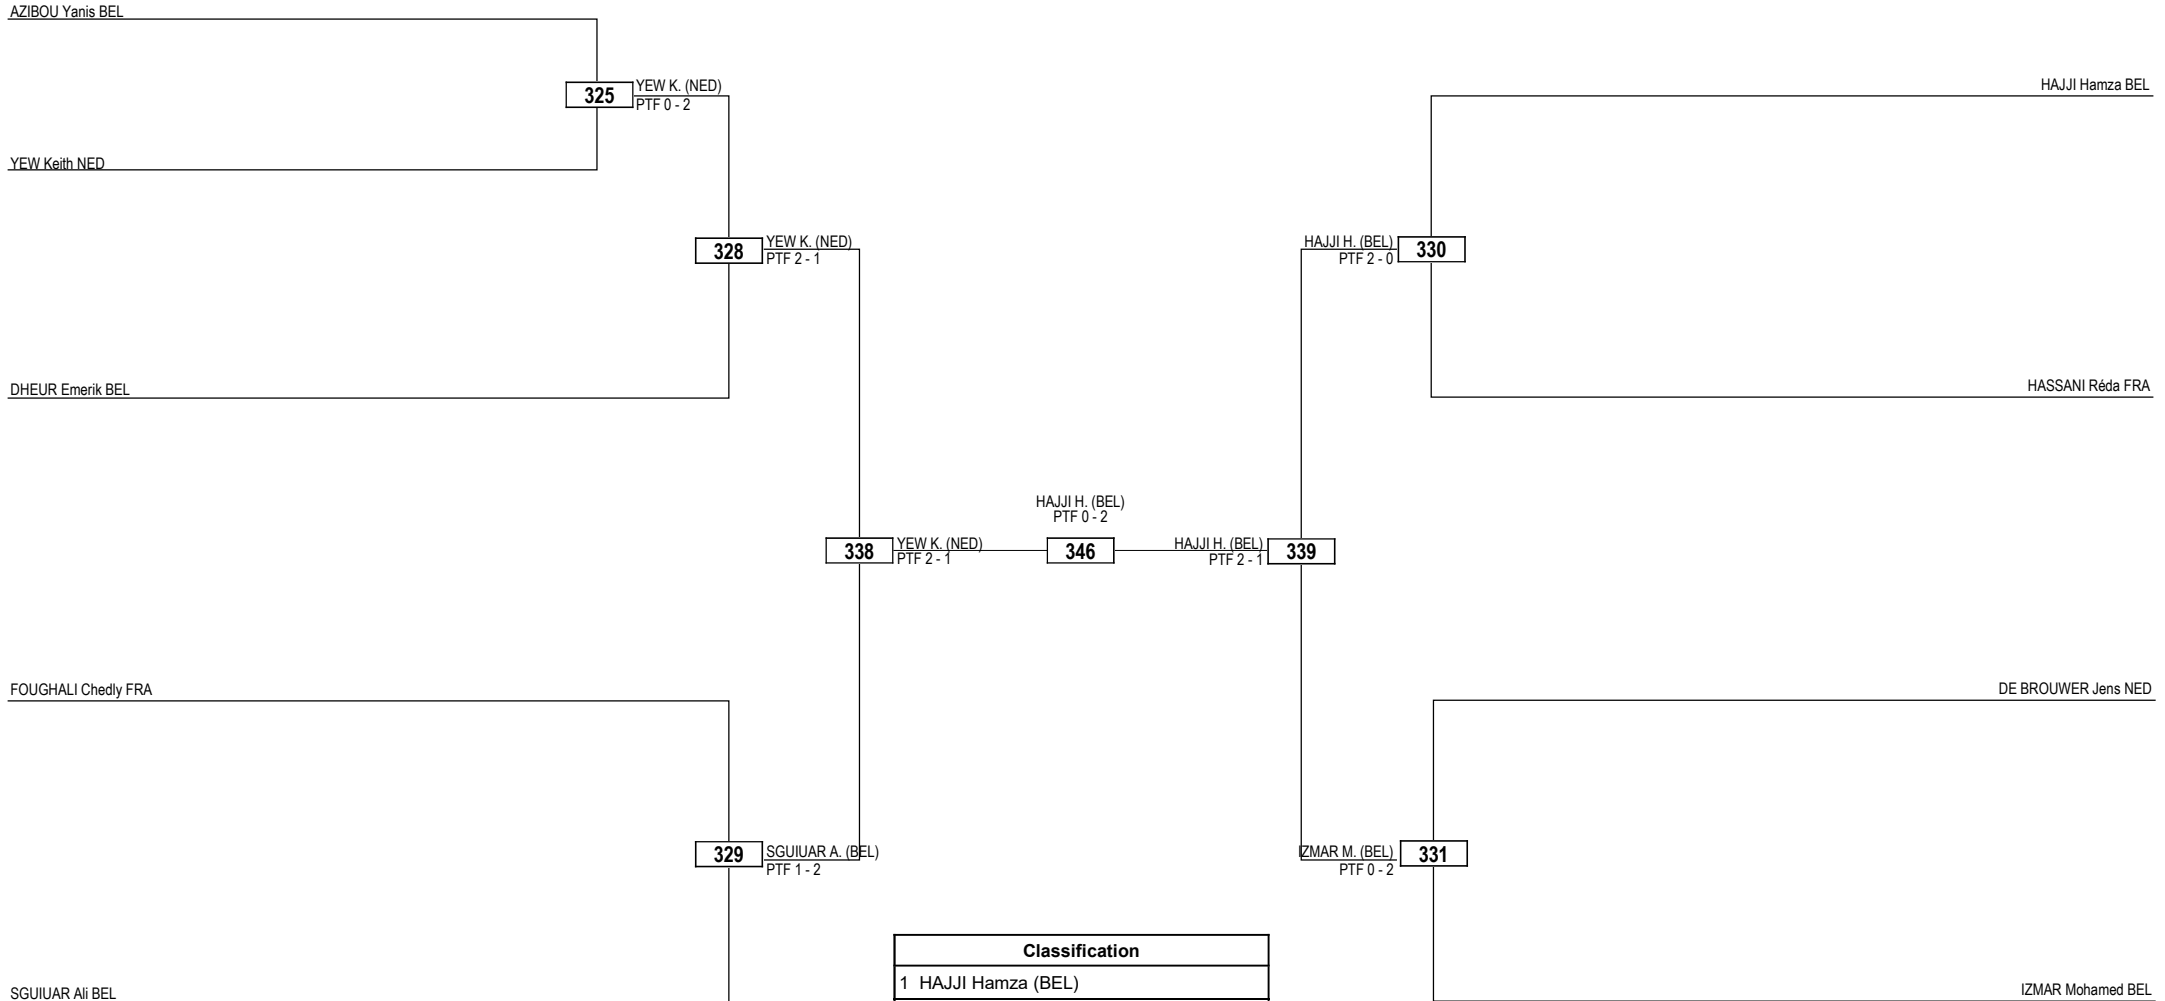 AZIBOU Yanis BEL
325
YEW K. (NED)
PTF 0 - 2
HAJJI Hamza BEL
YEW Keith NED
328
YEW K. (NED)
PTF 2 - 1
HAJJI H. (BEL)
PTF 2 - 0
330
DHEUR Emerik BEL
HASSANI Réda FRA
HAJJI H. (BEL)
PTF 0 - 2
338
YEW K. (NED)
PTF 2 - 1
346
HAJJI H. (BEL)
PTF 2 - 1
339
FOUGHALI Chedly FRA
DE BROUWER Jens NED
329
SGUIUAR A. (BEL)
PTF 1 - 2
IZMAR M. (BEL)
PTF 0 - 2
331
Classification
1 HAJJI Hamza (BEL)
SGUIUAR Ali BEL
IZMAR Mohamed BEL